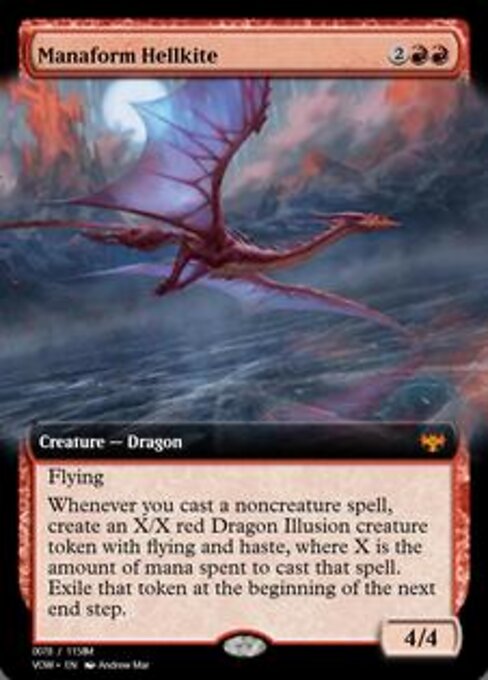 Manaform Hellkite 2
Creature — Dragon
Flying
Whenever you cast a noncreature spell,
create an X/X red Dragon Illusion creature
token with flying and haste, where X is the
amount of mana spent to cast that spell.
Exile that token at the beginning of the next
end step.
4/4
VOW • EN Andrew Mar